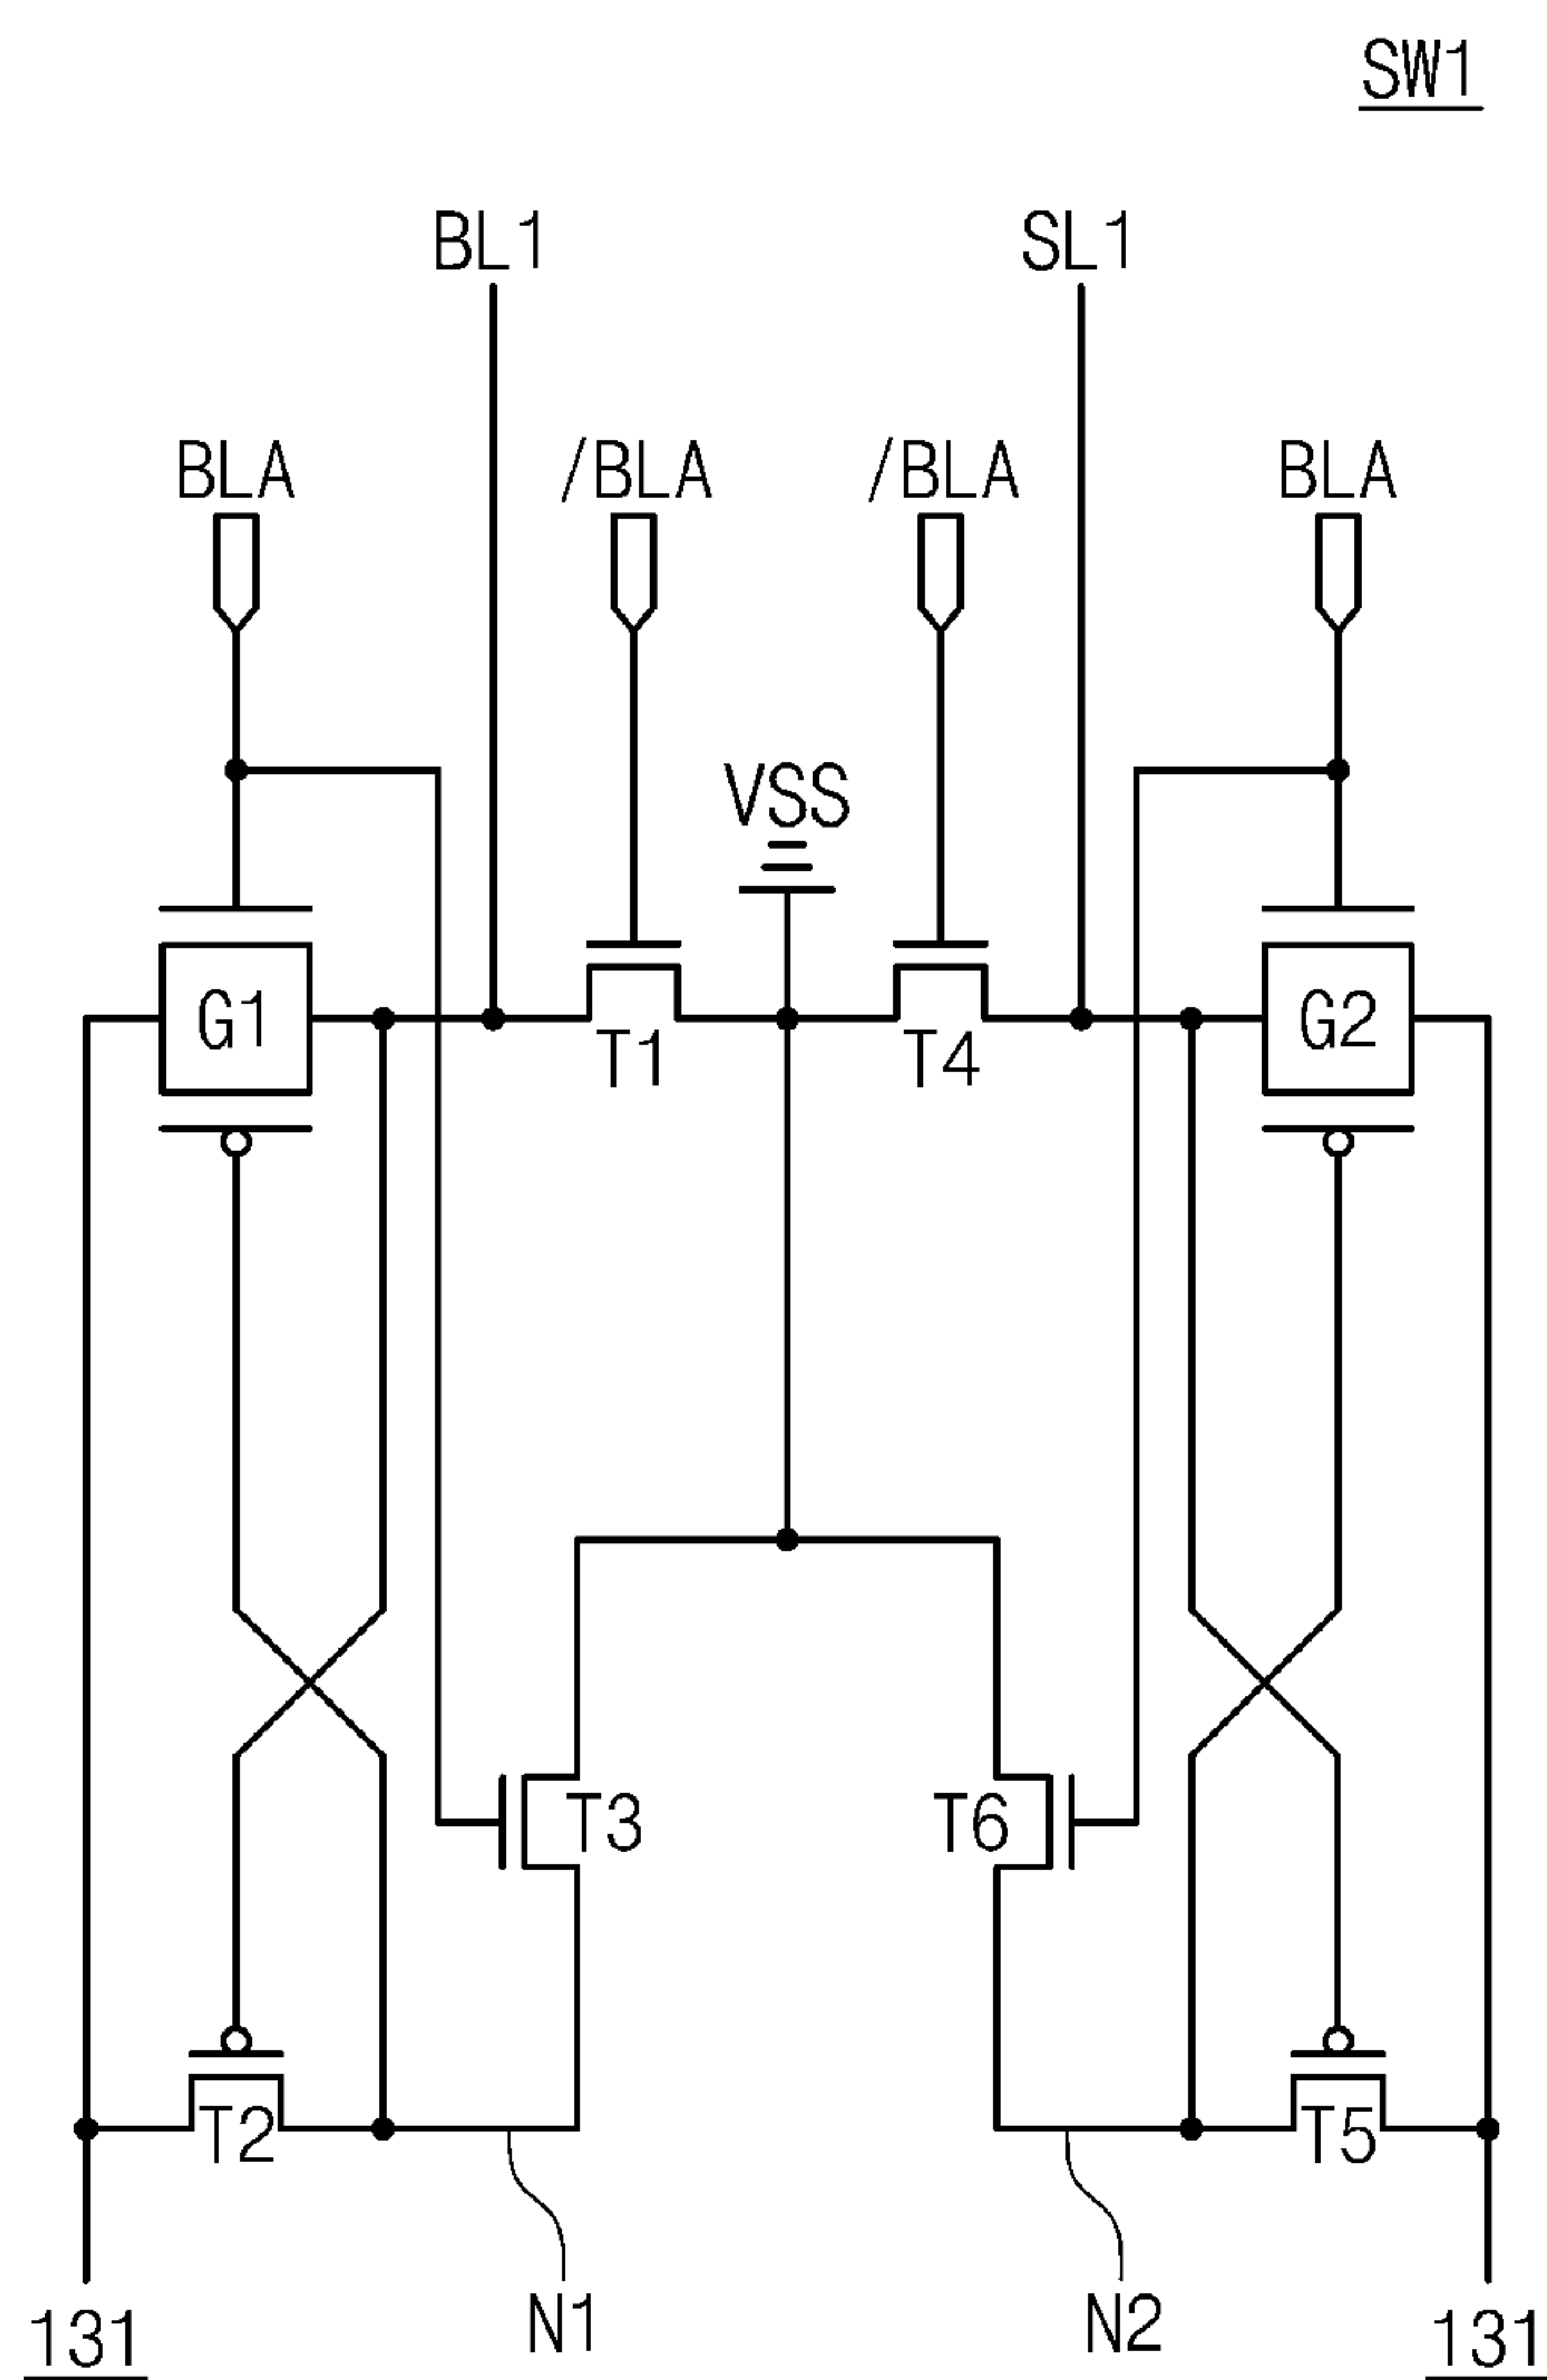 SW1
BL1 SL1
BLA /BLA /BLA BLA
VSS
G1 G2
T1 T4
T3 T6
T2 T5
N1 N2
131 131